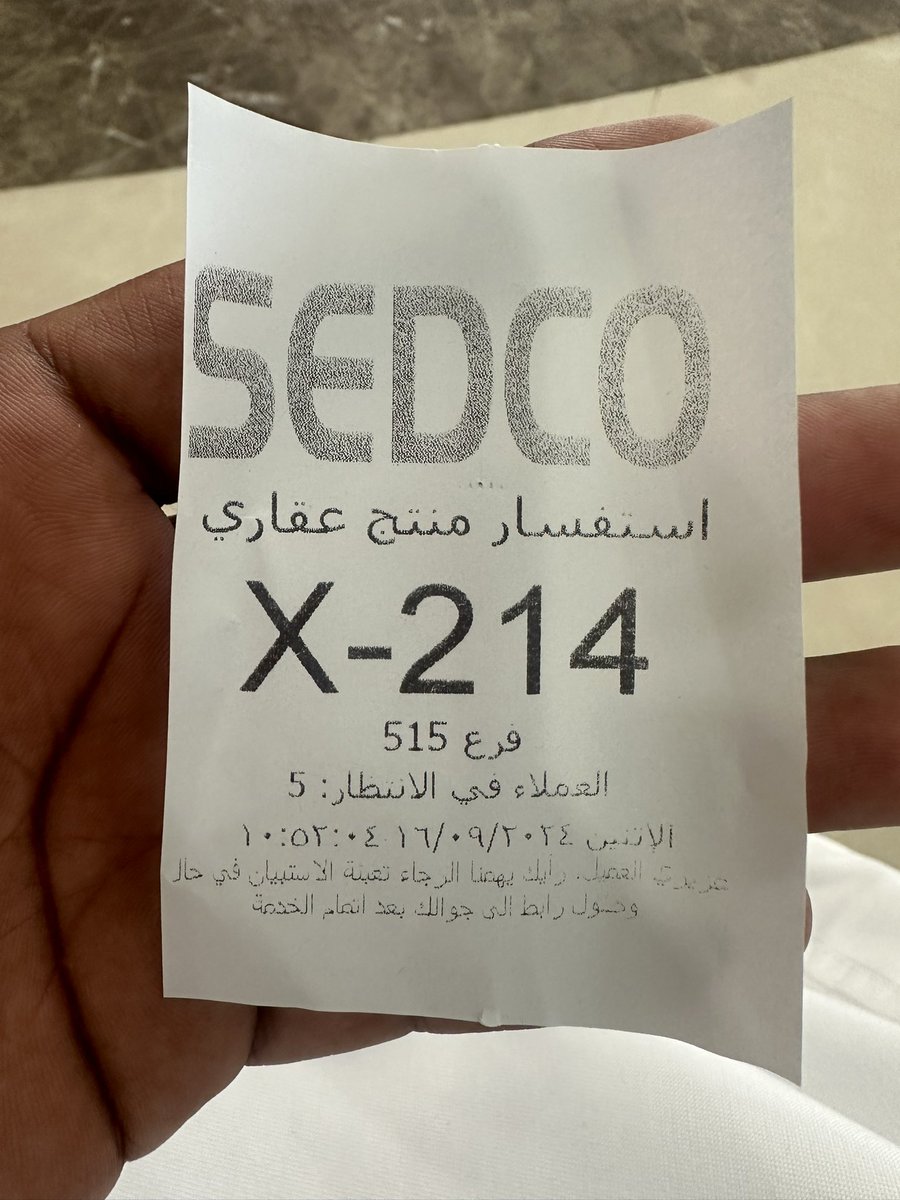 SEDCO
استفسار منتج عقاري
X-214
فرع 515
العملاء في الانتظار: 5
الإثنين ١٦/٠٩/٢٠٢٤ ١٠:٥٢:٠٤
عزيزي العميل، رأيك يهمنا الرجاء تعبئة الاستبيان في حال
وصول رابط الى جوالك بعد اتمام الخدمة